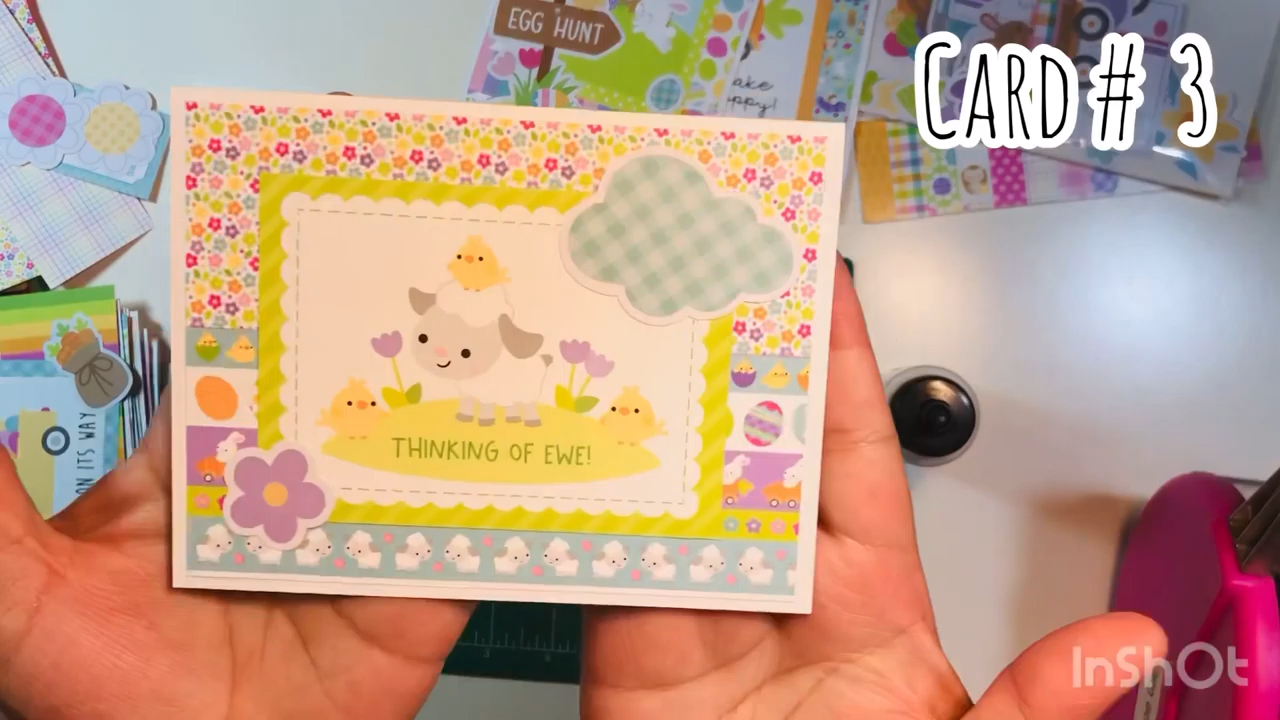 EGG HUNT
CARD # 3
THINKING OF EWE!
ON ITS WAY
InShOt